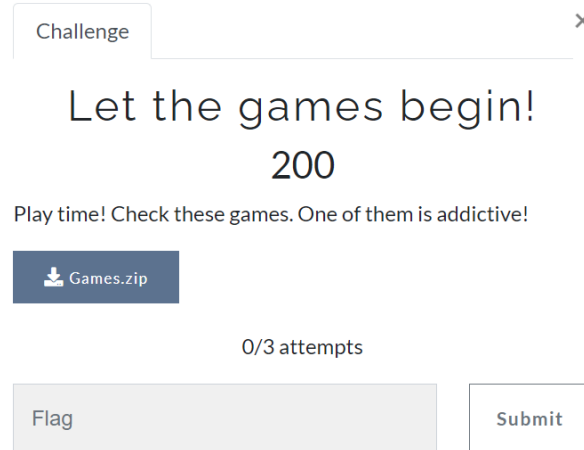 Challenge
×
Let the games begin!
200
Play time! Check these games. One of them is addictive!
Games.zip
0/3 attempts
Flag
Submit